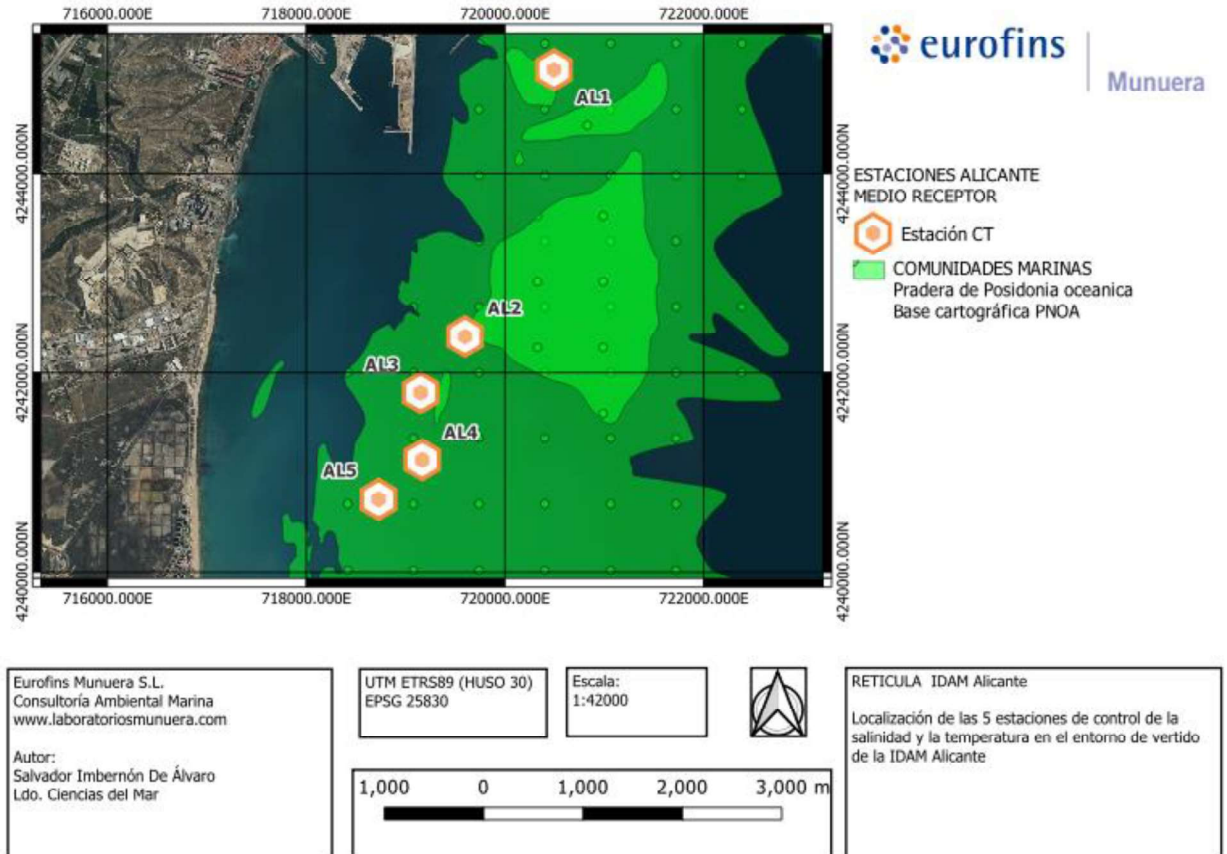 716000.000E 718000.000E 720000.000E 722000.000E
eurofins
Munuera
4244000.000N 4244000.000N
4242000.000N 4242000.000N
4240000.000N 4240000.000N
AL1
AL2
AL3
AL4
AL5
716000.000E 718000.000E 720000.000E 722000.000E
ESTACIONES ALICANTE
MEDIO RECEPTOR
Estación CT
COMUNIDADES MARINAS
Pradera de Posidonia oceanica
Base cartográfica PNOA
Eurofins Munuera S.L.
Consultoría Ambiental Marina
www.laboratoriosmunuera.com
Autor:
Salvador Imbernón De Álvaro
Ldo. Ciencias del Mar
UTM ETRS89 (HUSO 30)
EPSG 25830
Escala:
1:42000
1,000 0 1,000 2,000 3,000 m
RETICULA IDAM Alicante
Localización de las 5 estaciones de control de la
salinidad y la temperatura en el entorno de vertido
de la IDAM Alicante